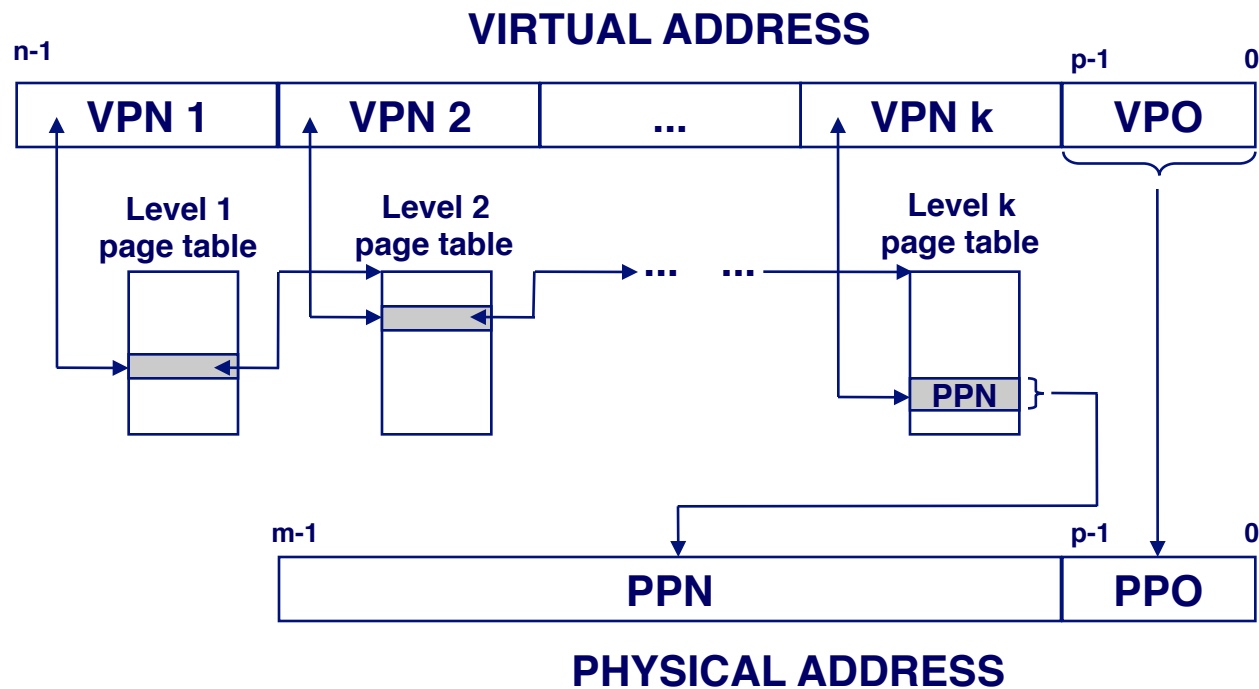 VIRTUAL ADDRESS
n-1 p-1 0
VPN 1 VPN 2 ... VPN k VPO
Level 1
page table
Level 2
page table
Level k
page table
... ...
PPN
m-1 p-1 0
PPN PPO
PHYSICAL ADDRESS